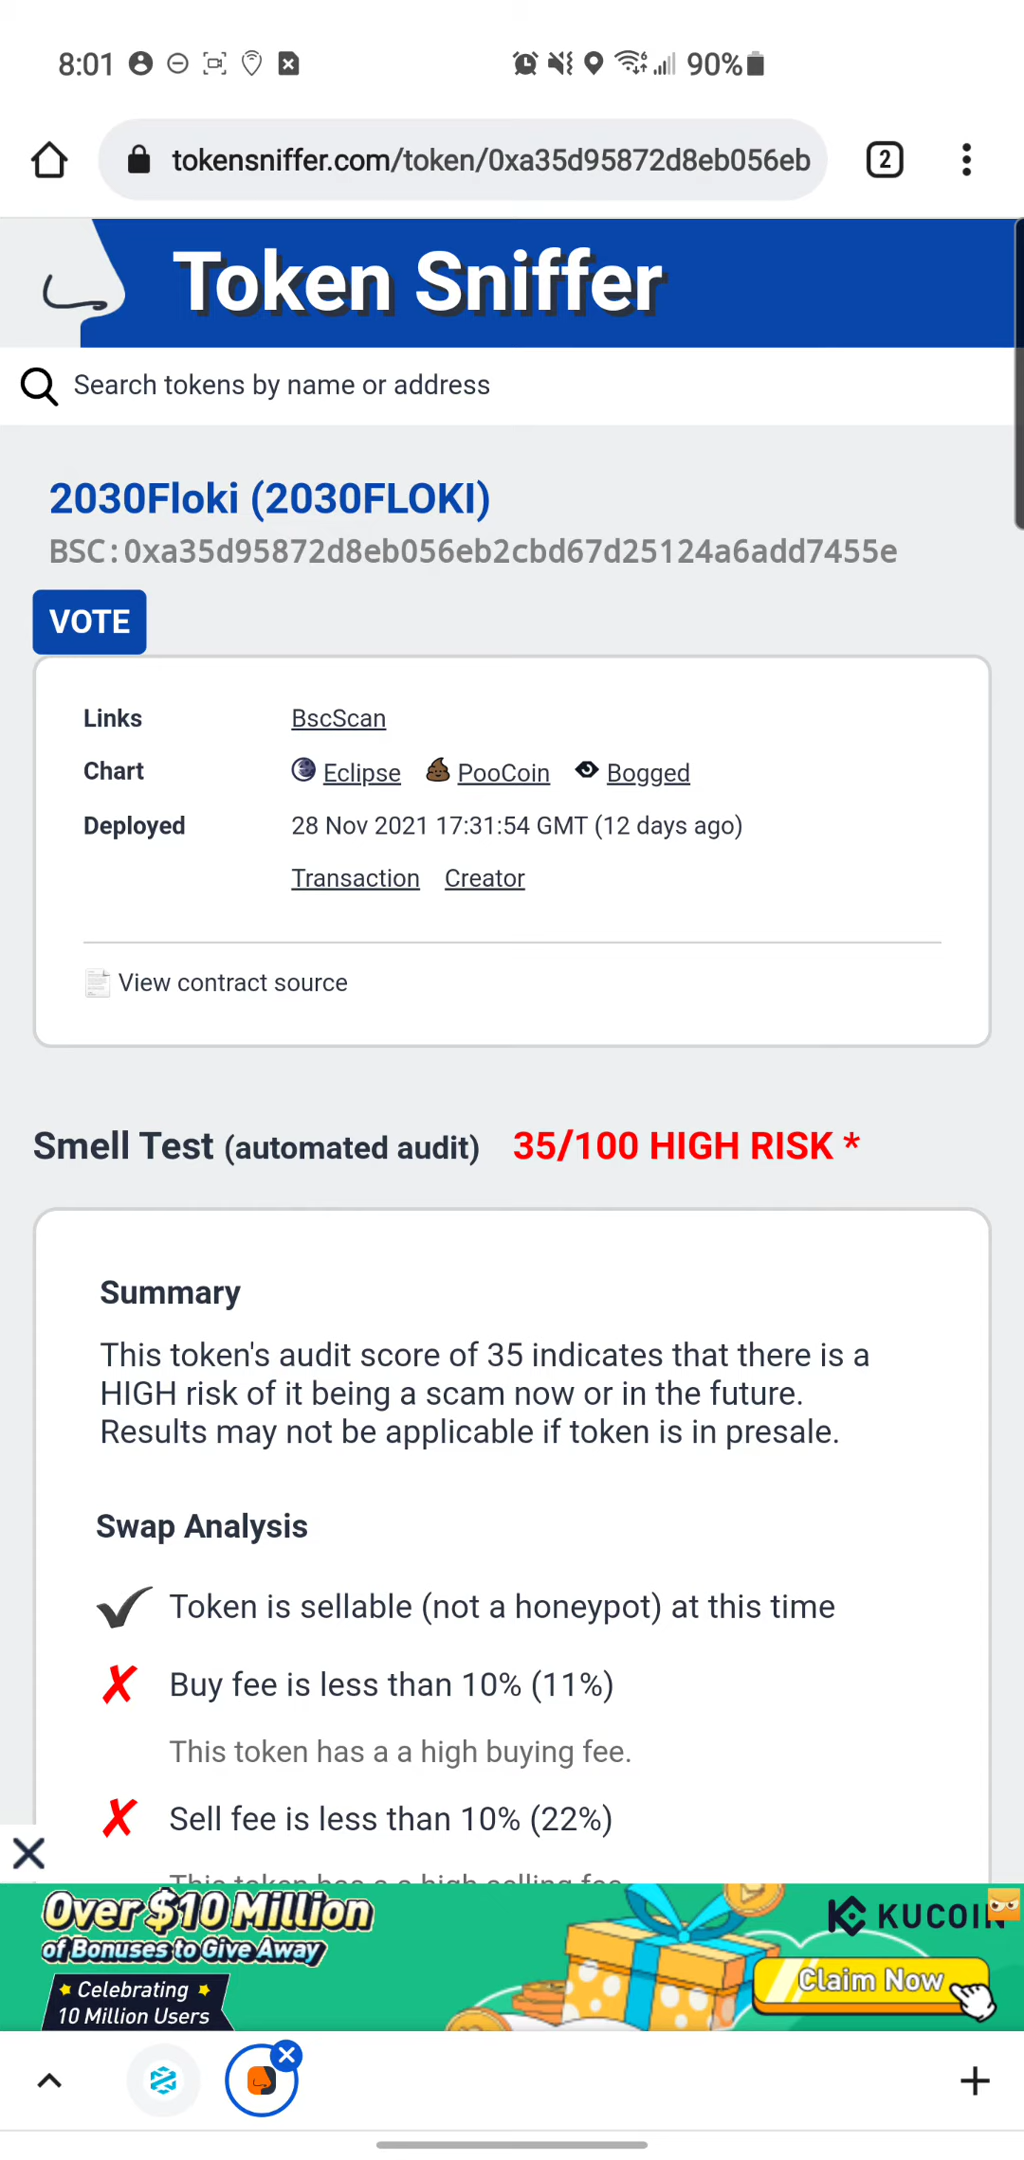 8:01
90%
tokensniffer.com/token/0xa35d95872d8eb056eb
2
Token Sniffer
Search tokens by name or address
2030Floki (2030FLOKI)
BSC:0xa35d95872d8eb056eb2cbd67d25124a6add7455e
VOTE
Links BscScan
Chart Eclipse PooCoin Bogged
Deployed 28 Nov 2021 17:31:54 GMT (12 days ago)
Transaction Creator
View contract source
Smell Test (automated audit) 35/100 HIGH RISK *
Summary
This token's audit score of 35 indicates that there is a
HIGH risk of it being a scam now or in the future.
Results may not be applicable if token is in presale.
Swap Analysis
Token is sellable (not a honeypot) at this time
Buy fee is less than 10% (11%)
This token has a a high buying fee.
Sell fee is less than 10% (22%)
This token has a a high selling fee.
Over $10 Million
of Bonuses to Give Away
Celebrating
10 Million Users
KUCOIN
Claim Now